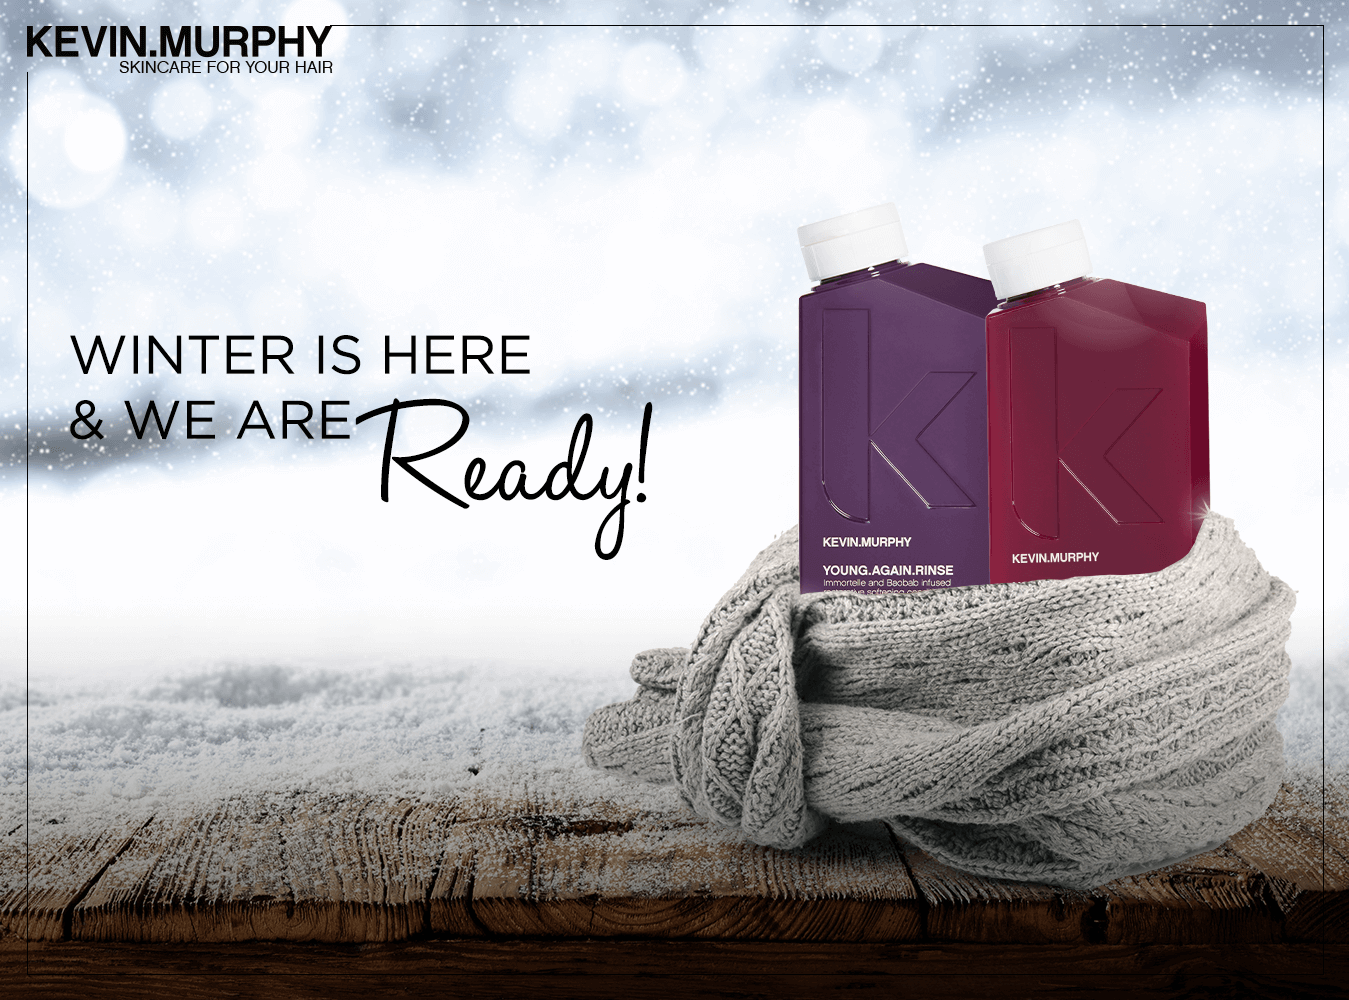 KEVIN.MURPHY
SKINCARE FOR YOUR HAIR
WINTER IS HERE
& WE ARE Ready!
KEVIN.MURPHY
YOUNG.AGAIN.RINSE
Immortelle and Baobab infused
KEVIN.MURPHY